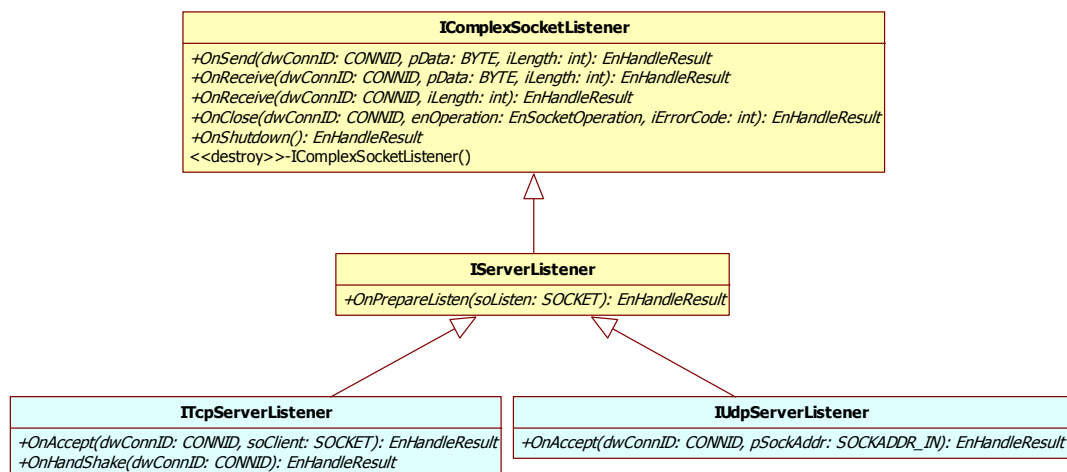 IComplexSocketListener
+OnSend(dwConnID: CONNID, pData: BYTE, iLength: int): EnHandleResult
+OnReceive(dwConnID: CONNID, pData: BYTE, iLength: int): EnHandleResult
+OnReceive(dwConnID: CONNID, iLength: int): EnHandleResult
+OnClose(dwConnID: CONNID, enOperation: EnSocketOperation, iErrorCode: int): EnHandleResult
+OnShutdown(): EnHandleResult
<<destroy>>-IComplexSocketListener()
IServerListener
+OnPrepareListen(soListen: SOCKET): EnHandleResult
ITcpServerListener
+OnAccept(dwConnID: CONNID, soClient: SOCKET): EnHandleResult
+OnHandShake(dwConnID: CONNID): EnHandleResult
IUdpServerListener
+OnAccept(dwConnID: CONNID, pSockAddr: SOCKADDR_IN): EnHandleResult